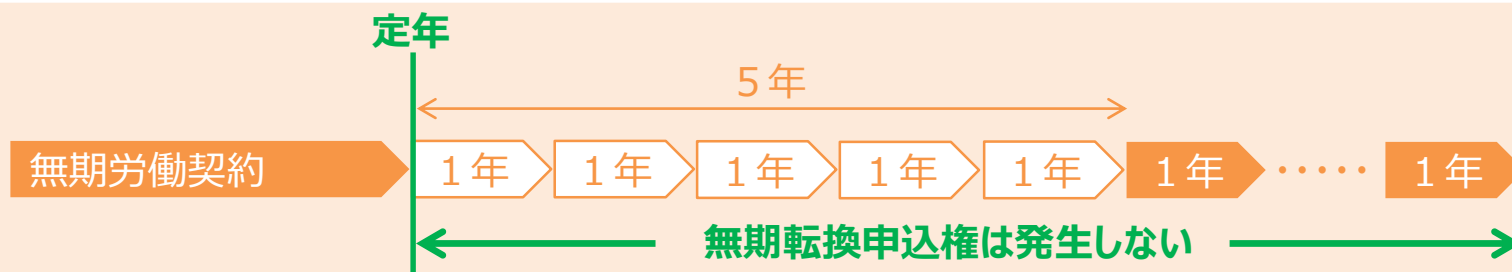 定年
５年
無期労働契約 １年 １年 １年 １年 １年 １年 ····· １年
無期転換申込権は発生しない